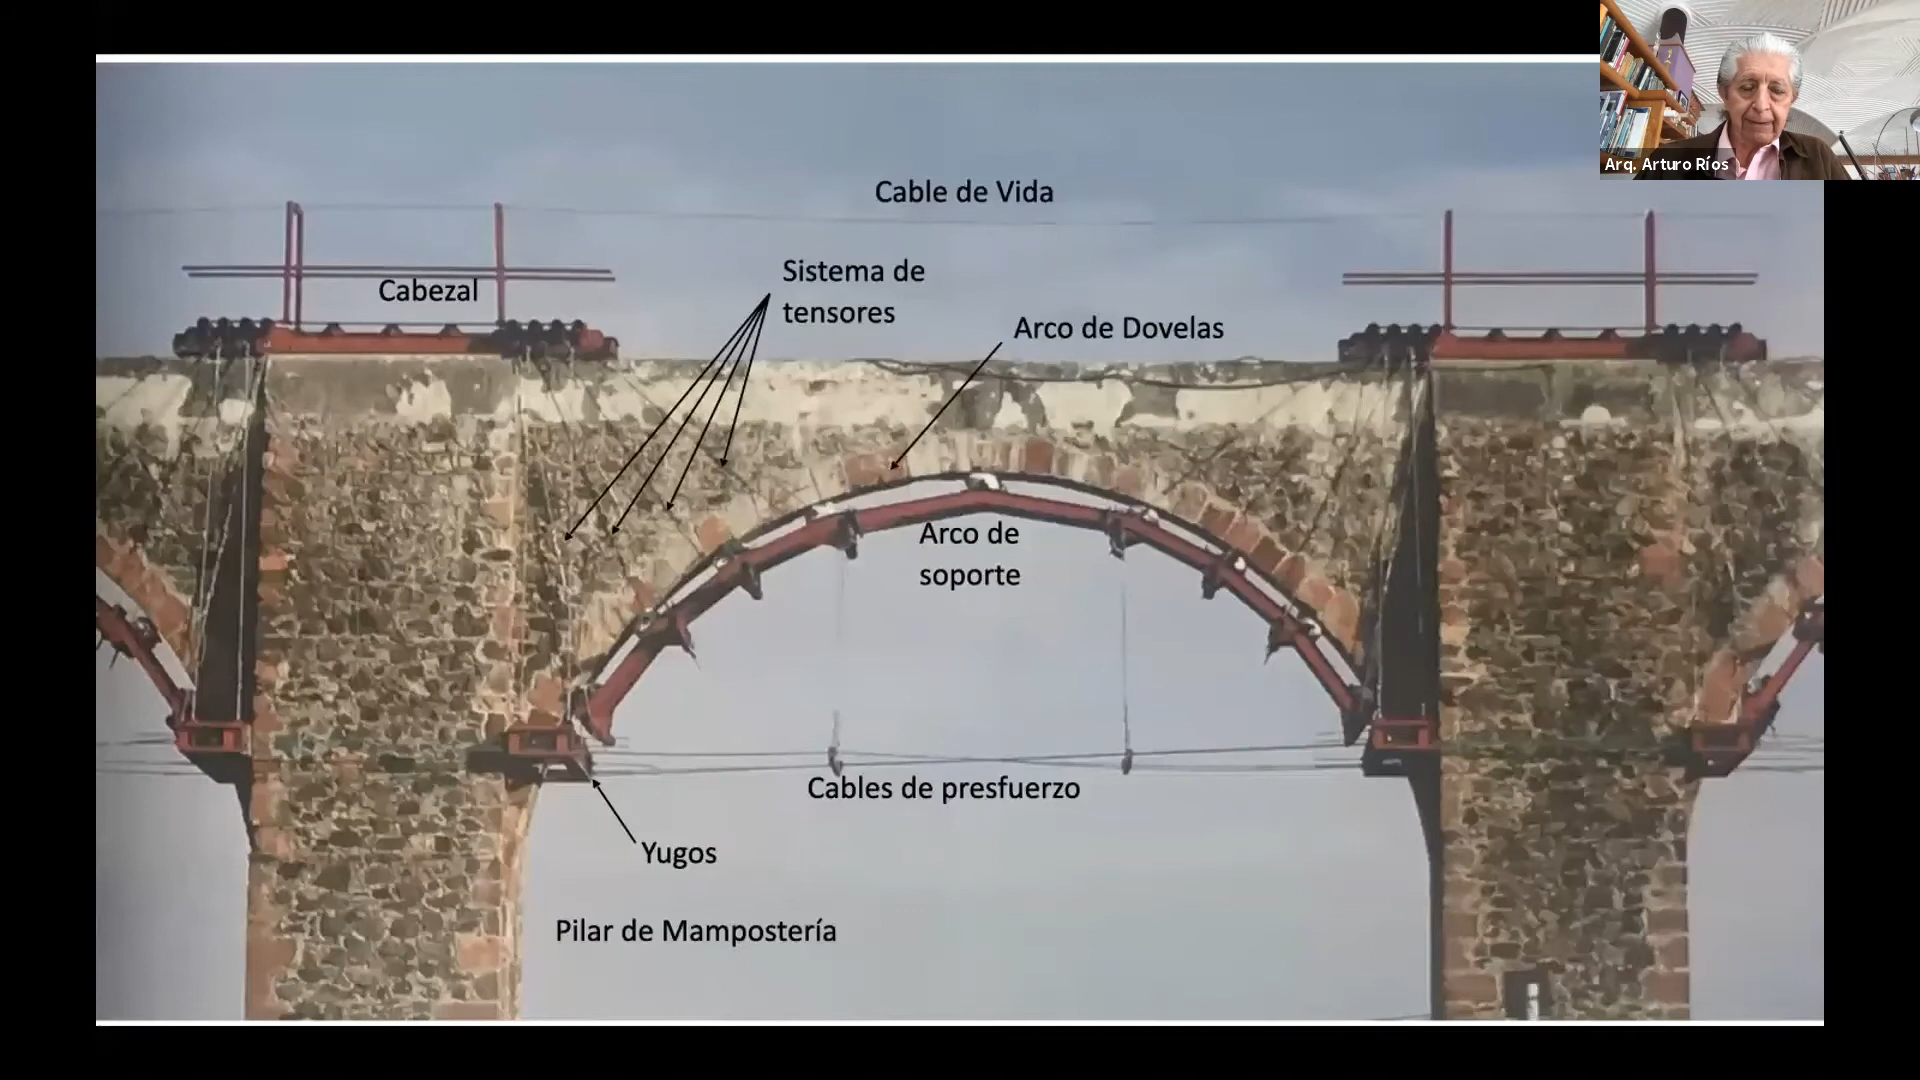 Arq. Arturo Ríos
Cable de Vida
Sistema de
tensores
Cabezal
Arco de Dovelas
Arco de
soporte
Cables de presfuerzo
Yugos
Pilar de Mampostería